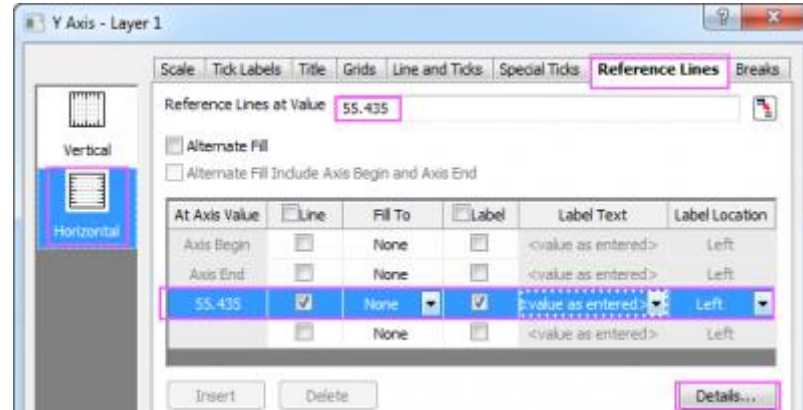 Y Axis - Layer 1
Scale Tick Labels Title Grids Line and Ticks Special Ticks Reference Lines Breaks
Reference Lines at Value 55.435
Vertical
Alternate Fill
Alternate Fill Include Axis Begin and Axis End
Horizontal
At Axis Value Line Fill To Label Label Text Label Location
Axis Begin None <value as entered> Left
Axis End None <value as entered> Left
55.435 None <value as entered> Left
None <value as entered> Left
Insert Delete Details...